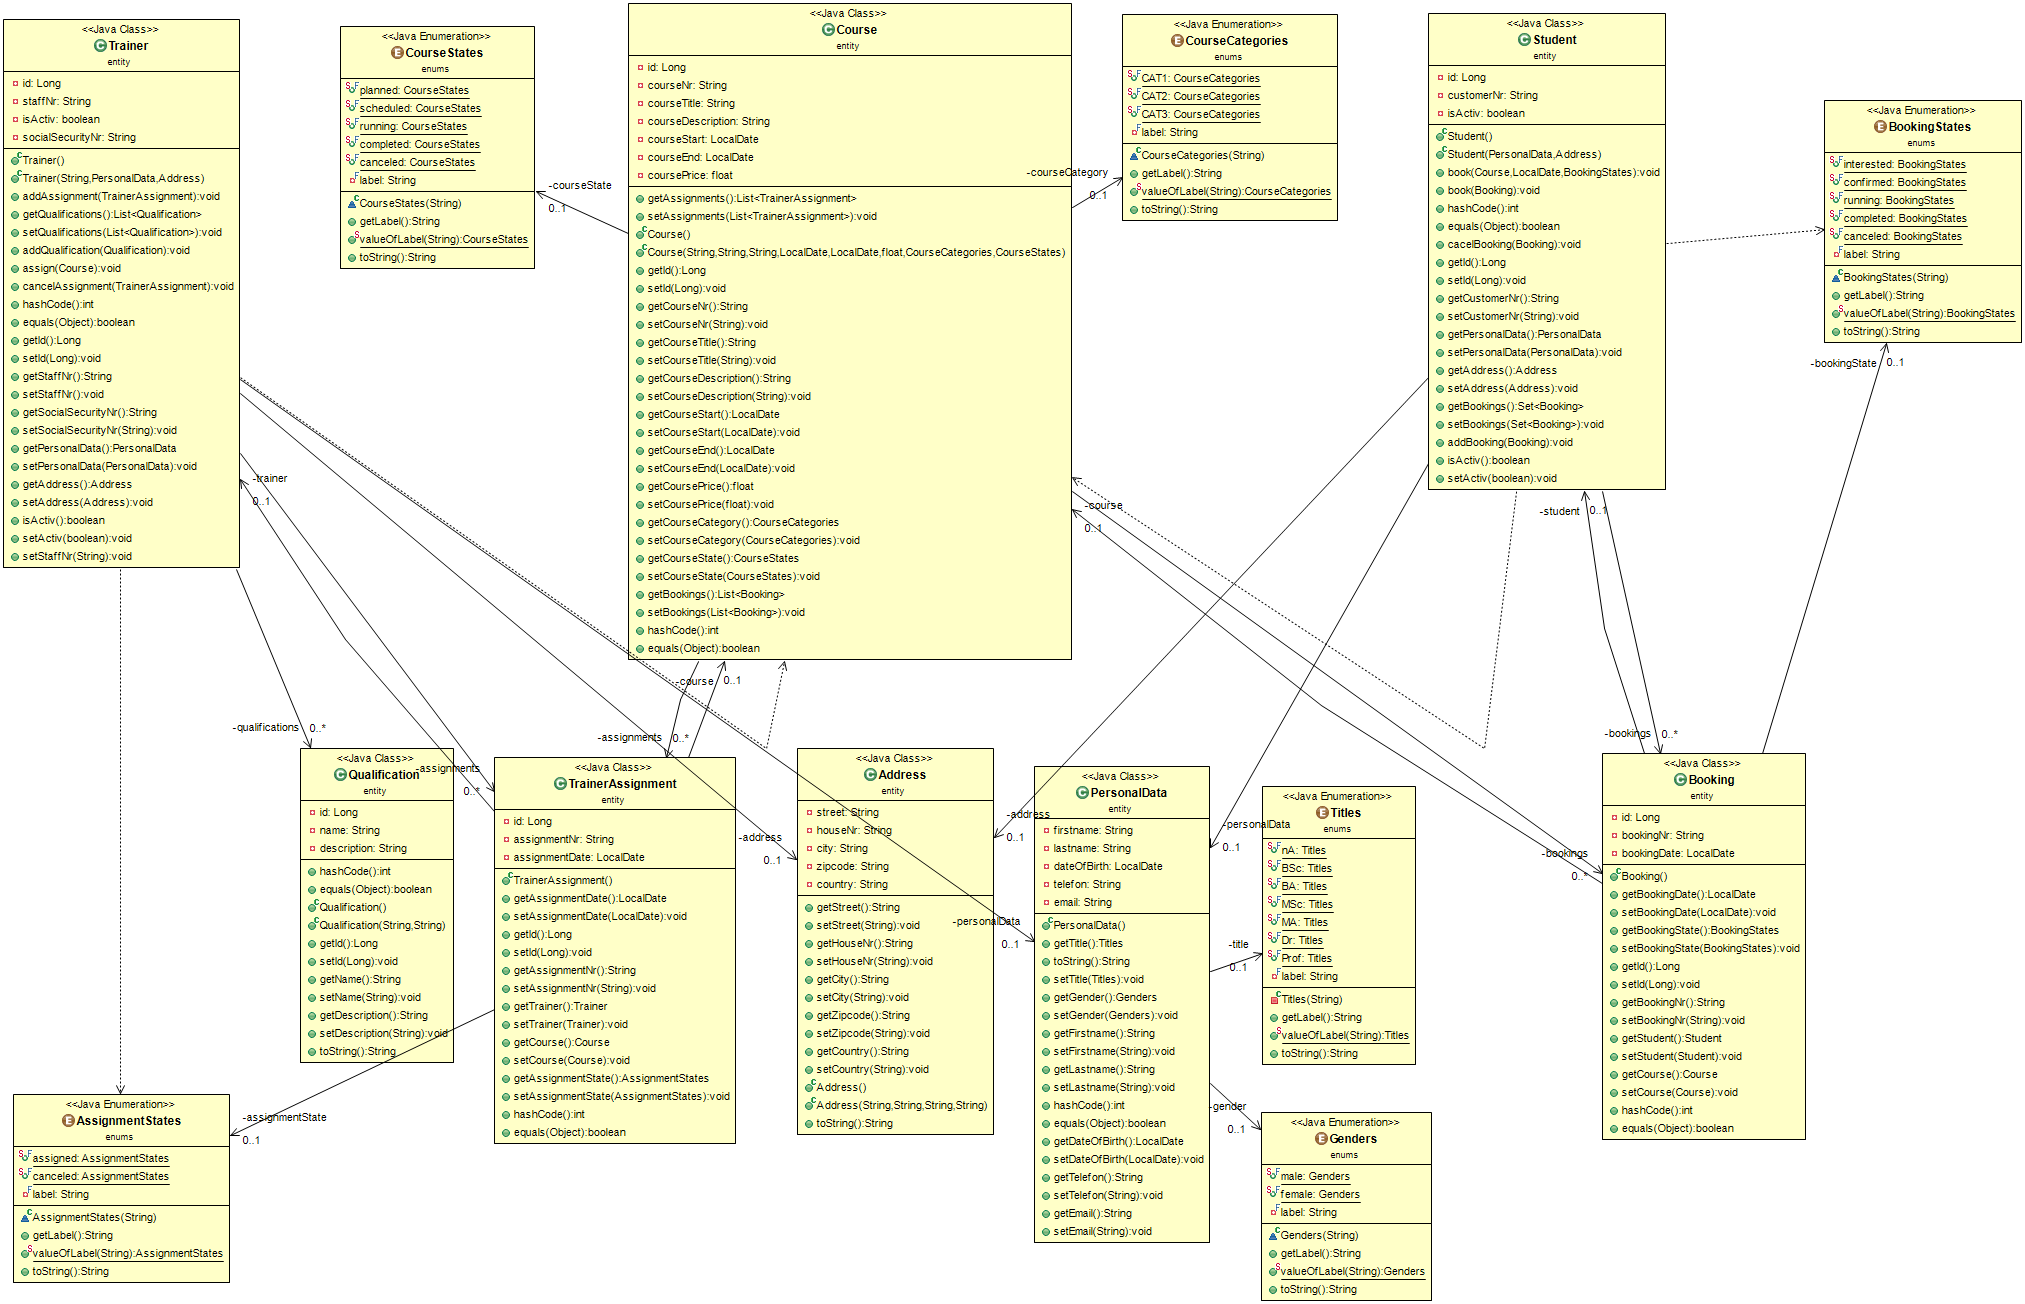 <<Java Class>>
Trainer
entity
id: Long
staffNr: String
isActiv: boolean
socialSecurityNr: String
Trainer()
Trainer(String,PersonalData,Address)
addAssignment(TrainerAssignment):void
getQualifications():List<Qualification>
setQualifications(List<Qualification>):void
addQualification(Qualification):void
assign(Course):void
cancelAssignment(TrainerAssignment):void
hashCode():int
equals(Object):boolean
getId():Long
setId(Long):void
getStaffNr():String
setStaffNr():void
getSocialSecurityNr():String
setSocialSecurityNr(String):void
getPersonalData():PersonalData
setPersonalData(PersonalData):void
getAddress():Address
setAddress(Address):void
isActiv():boolean
setActiv(boolean):void
setStaffNr(String):void
<<Java Enumeration>>
CourseStates
enums
planned: CourseStates
scheduled: CourseStates
running: CourseStates
completed: CourseStates
canceled: CourseStates
label: String
CourseStates(String)
getLabel():String
valueOfLabel(String):CourseStates
toString():String
-courseState
0..1
<<Java Class>>
Course
entity
id: Long
courseNr: String
courseTitle: String
courseDescription: String
courseStart: LocalDate
courseEnd: LocalDate
coursePrice: float
getAssignments():List<TrainerAssignment>
setAssignments(List<TrainerAssignment>):void
Course()
Course(String,String,String,LocalDate,LocalDate,float,CourseCategories,CourseStates)
getId():Long
setId(Long):void
getCourseNr():String
setCourseNr(String):void
getCourseTitle():String
setCourseTitle(String):void
getCourseDescription():String
setCourseDescription(String):void
getCourseStart():LocalDate
setCourseStart(LocalDate):void
getCourseEnd():LocalDate
setCourseEnd(LocalDate):void
getCoursePrice():float
setCoursePrice(float):void
getCourseCategory():CourseCategories
setCourseCategory(CourseCategories):void
getCourseState():CourseStates
setCourseState(CourseStates):void
getBookings():List<Booking>
setBookings(List<Booking>):void
hashCode():int
equals(Object):boolean
-courseCategory
0..1
<<Java Enumeration>>
CourseCategories
enums
CAT1: CourseCategories
CAT2: CourseCategories
CAT3: CourseCategories
label: String
CourseCategories(String)
getLabel():String
valueOfLabel(String):CourseCategories
toString():String
<<Java Class>>
Student
entity
id: Long
customerNr: String
isActiv: boolean
Student()
Student(PersonalData,Address)
book(Course,LocalDate,BookingStates):void
book(Booking):void
hashCode():int
equals(Object):boolean
cacelBooking(Booking):void
getId():Long
setId(Long):void
getCustomerNr():String
setCustomerNr(String):void
getPersonalData():PersonalData
setPersonalData(PersonalData):void
getAddress():Address
setAddress(Address):void
getBookings():Set<Booking>
setBookings(Set<Booking>):void
addBooking(Booking):void
isActiv():boolean
setActiv(boolean):void
<<Java Enumeration>>
BookingStates
enums
interested: BookingStates
confirmed: BookingStates
running: BookingStates
completed: BookingStates
canceled: BookingStates
label: String
BookingStates(String)
getLabel():String
valueOfLabel(String):BookingStates
toString():String
-bookingState
0..1
-trainer
0..1
-course
0..1
-student
0..1
-course
0..1
-qualifications
0..*
-assignments
0..*
-assignments
0..*
-bookings
0..*
-address
0..1
-address
0..1
-personalData
0..1
-personalData
0..1
-bookings
0..*
-title
0..1
-gender
0..1
-assignmentState
0..1
<<Java Class>>
Qualification
entity
id: Long
name: String
description: String
hashCode():int
equals(Object):boolean
Qualification()
Qualification(String,String)
getId():Long
setId(Long):void
getName():String
setName(String):void
getDescription():String
setDescription(String):void
toString():String
<<Java Class>>
TrainerAssignment
entity
id: Long
assignmentNr: String
assignmentDate: LocalDate
TrainerAssignment()
getAssignmentDate():LocalDate
setAssignmentDate(LocalDate):void
getId():Long
setId(Long):void
getAssignmentNr():String
setAssignmentNr(String):void
getTrainer():Trainer
setTrainer(Trainer):void
getCourse():Course
setCourse(Course):void
getAssignmentState():AssignmentStates
setAssignmentState(AssignmentStates):void
hashCode():int
equals(Object):boolean
<<Java Class>>
Address
entity
street: String
houseNr: String
city: String
zipcode: String
country: String
getStreet():String
setStreet(String):void
getHouseNr():String
setHouseNr(String):void
getCity():String
setCity(String):void
getZipcode():String
setZipcode(String):void
getCountry():String
setCountry(String):void
Address()
Address(String,String,String,String)
toString():String
<<Java Class>>
PersonalData
entity
firstname: String
lastname: String
dateOfBirth: LocalDate
telefon: String
email: String
PersonalData()
getTitle():Titles
toString():String
setTitle(Titles):void
getGender():Genders
setGender(Genders):void
getFirstname():String
setFirstname(String):void
getLastname():String
setLastname(String):void
hashCode():int
equals(Object):boolean
getDateOfBirth():LocalDate
setDateOfBirth(LocalDate):void
getTelefon():String
setTelefon(String):void
getEmail():String
setEmail(String):void
<<Java Enumeration>>
Titles
enums
nA: Titles
BSc: Titles
BA: Titles
MSc: Titles
MA: Titles
Dr: Titles
Prof: Titles
label: String
Titles(String)
getLabel():String
valueOfLabel(String):Titles
toString():String
<<Java Class>>
Booking
entity
id: Long
bookingNr: String
bookingDate: LocalDate
Booking()
getBookingDate():LocalDate
setBookingDate(LocalDate):void
getBookingState():BookingStates
setBookingState(BookingStates):void
getId():Long
setId(Long):void
getBookingNr():String
setBookingNr(String):void
getStudent():Student
setStudent(Student):void
getCourse():Course
setCourse(Course):void
hashCode():int
equals(Object):boolean
<<Java Enumeration>>
AssignmentStates
enums
assigned: AssignmentStates
canceled: AssignmentStates
label: String
AssignmentStates(String)
getLabel():String
valueOfLabel(String):AssignmentStates
toString():String
<<Java Enumeration>>
Genders
enums
male: Genders
female: Genders
label: String
Genders(String)
getLabel():String
valueOfLabel(String):Genders
toString():String